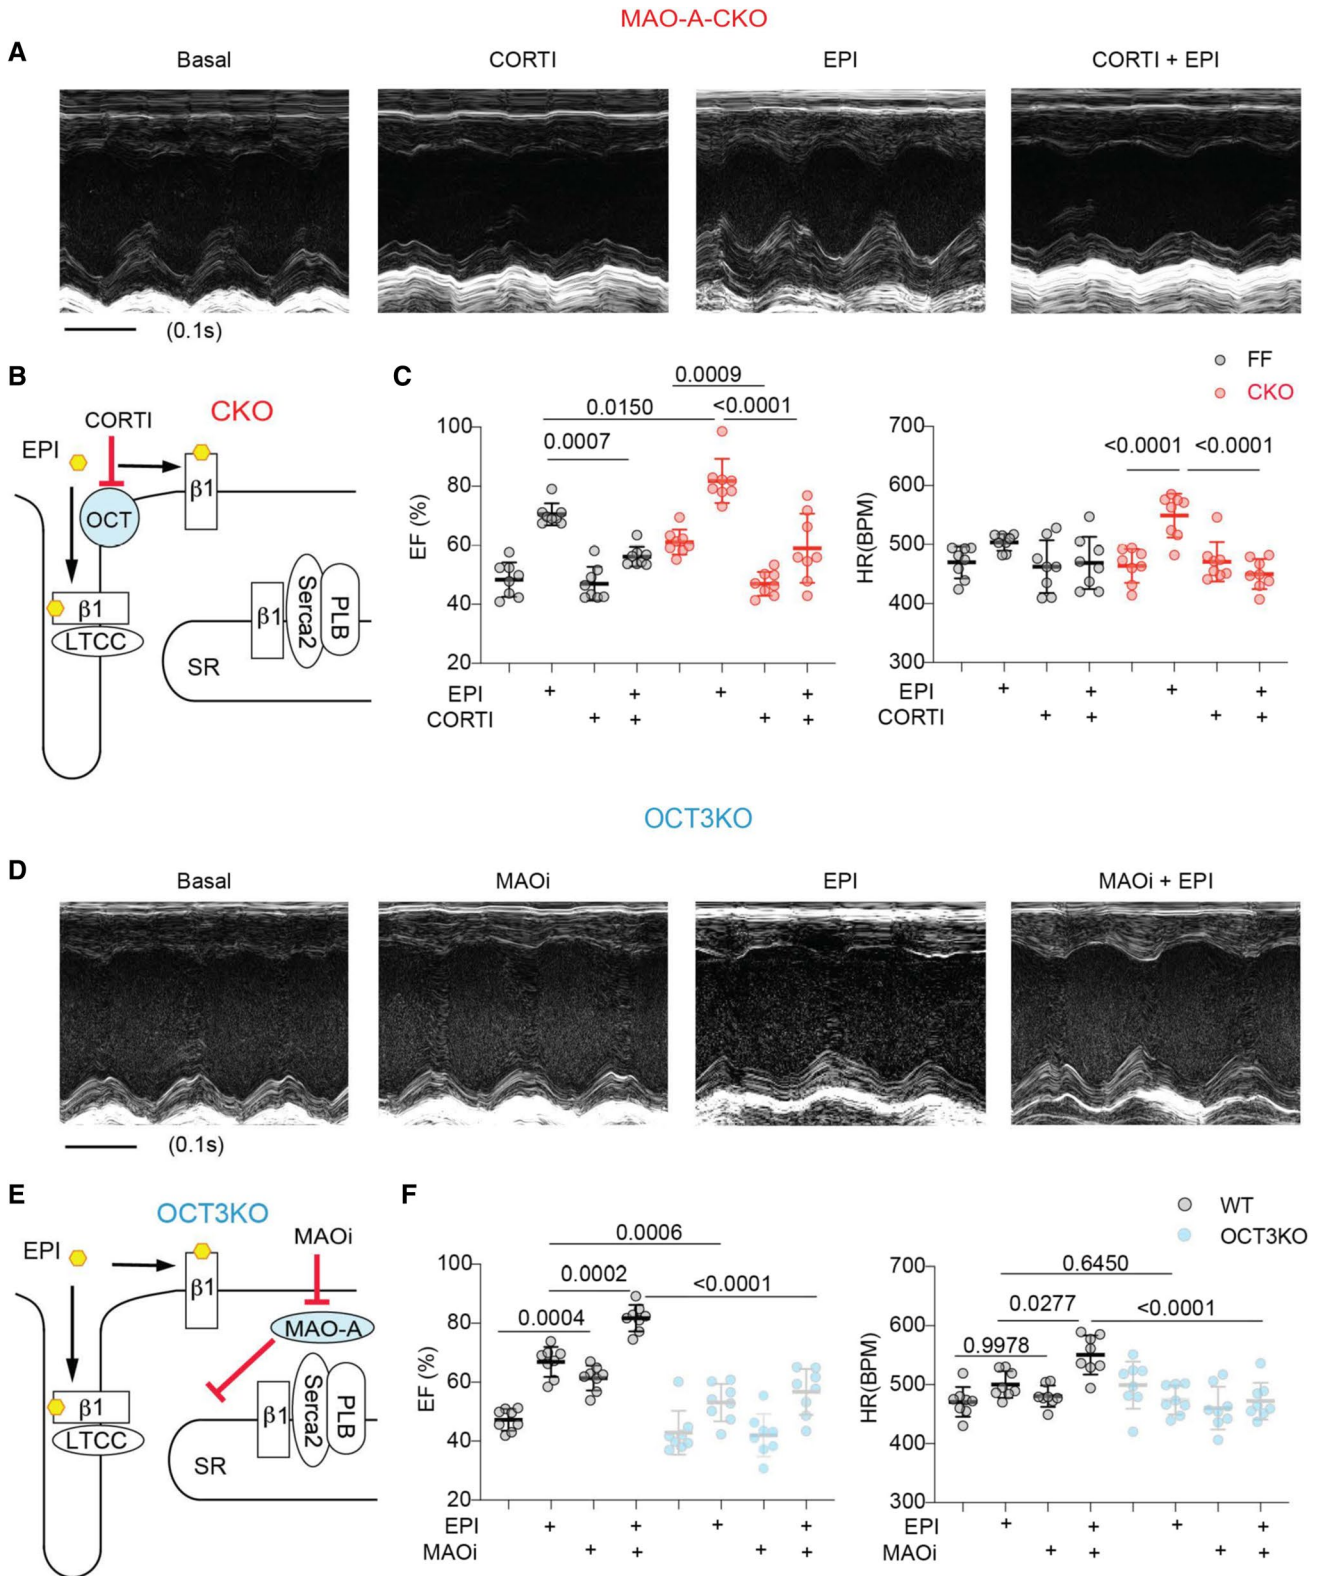 MAO-A-CKO
A
Basal
CORTI
EPI
CORTI + EPI
(0.1s)
B
CORTI
CKO
EPI
OCT
β1
β1
LTCC
β1
Serca2
PLB
SR
C
FF
CKO
0.0009
0.0150
<0.0001
0.0007
EF (%)
100
80
60
40
20
EPI
+ + + +
CORTI
+ + + +
<0.0001
<0.0001
HR(BPM)
700
600
500
400
300
EPI
+ + + +
CORTI
+ + + +
OCT3KO
D
Basal
MAOi
EPI
MAOi + EPI
(0.1s)
E
OCT3KO
EPI
MAOi
β1
MAO-A
β1
LTCC
β1
Serca2
PLB
SR
F
WT
OCT3KO
0.0006
0.0002
<0.0001
0.0004
EF (%)
100
80
60
40
20
EPI
+ + + +
MAOi
+ + + +
0.6450
0.0277
<0.0001
0.9978
HR(BPM)
700
600
500
400
300
EPI
+ + + +
MAOi
+ + + +